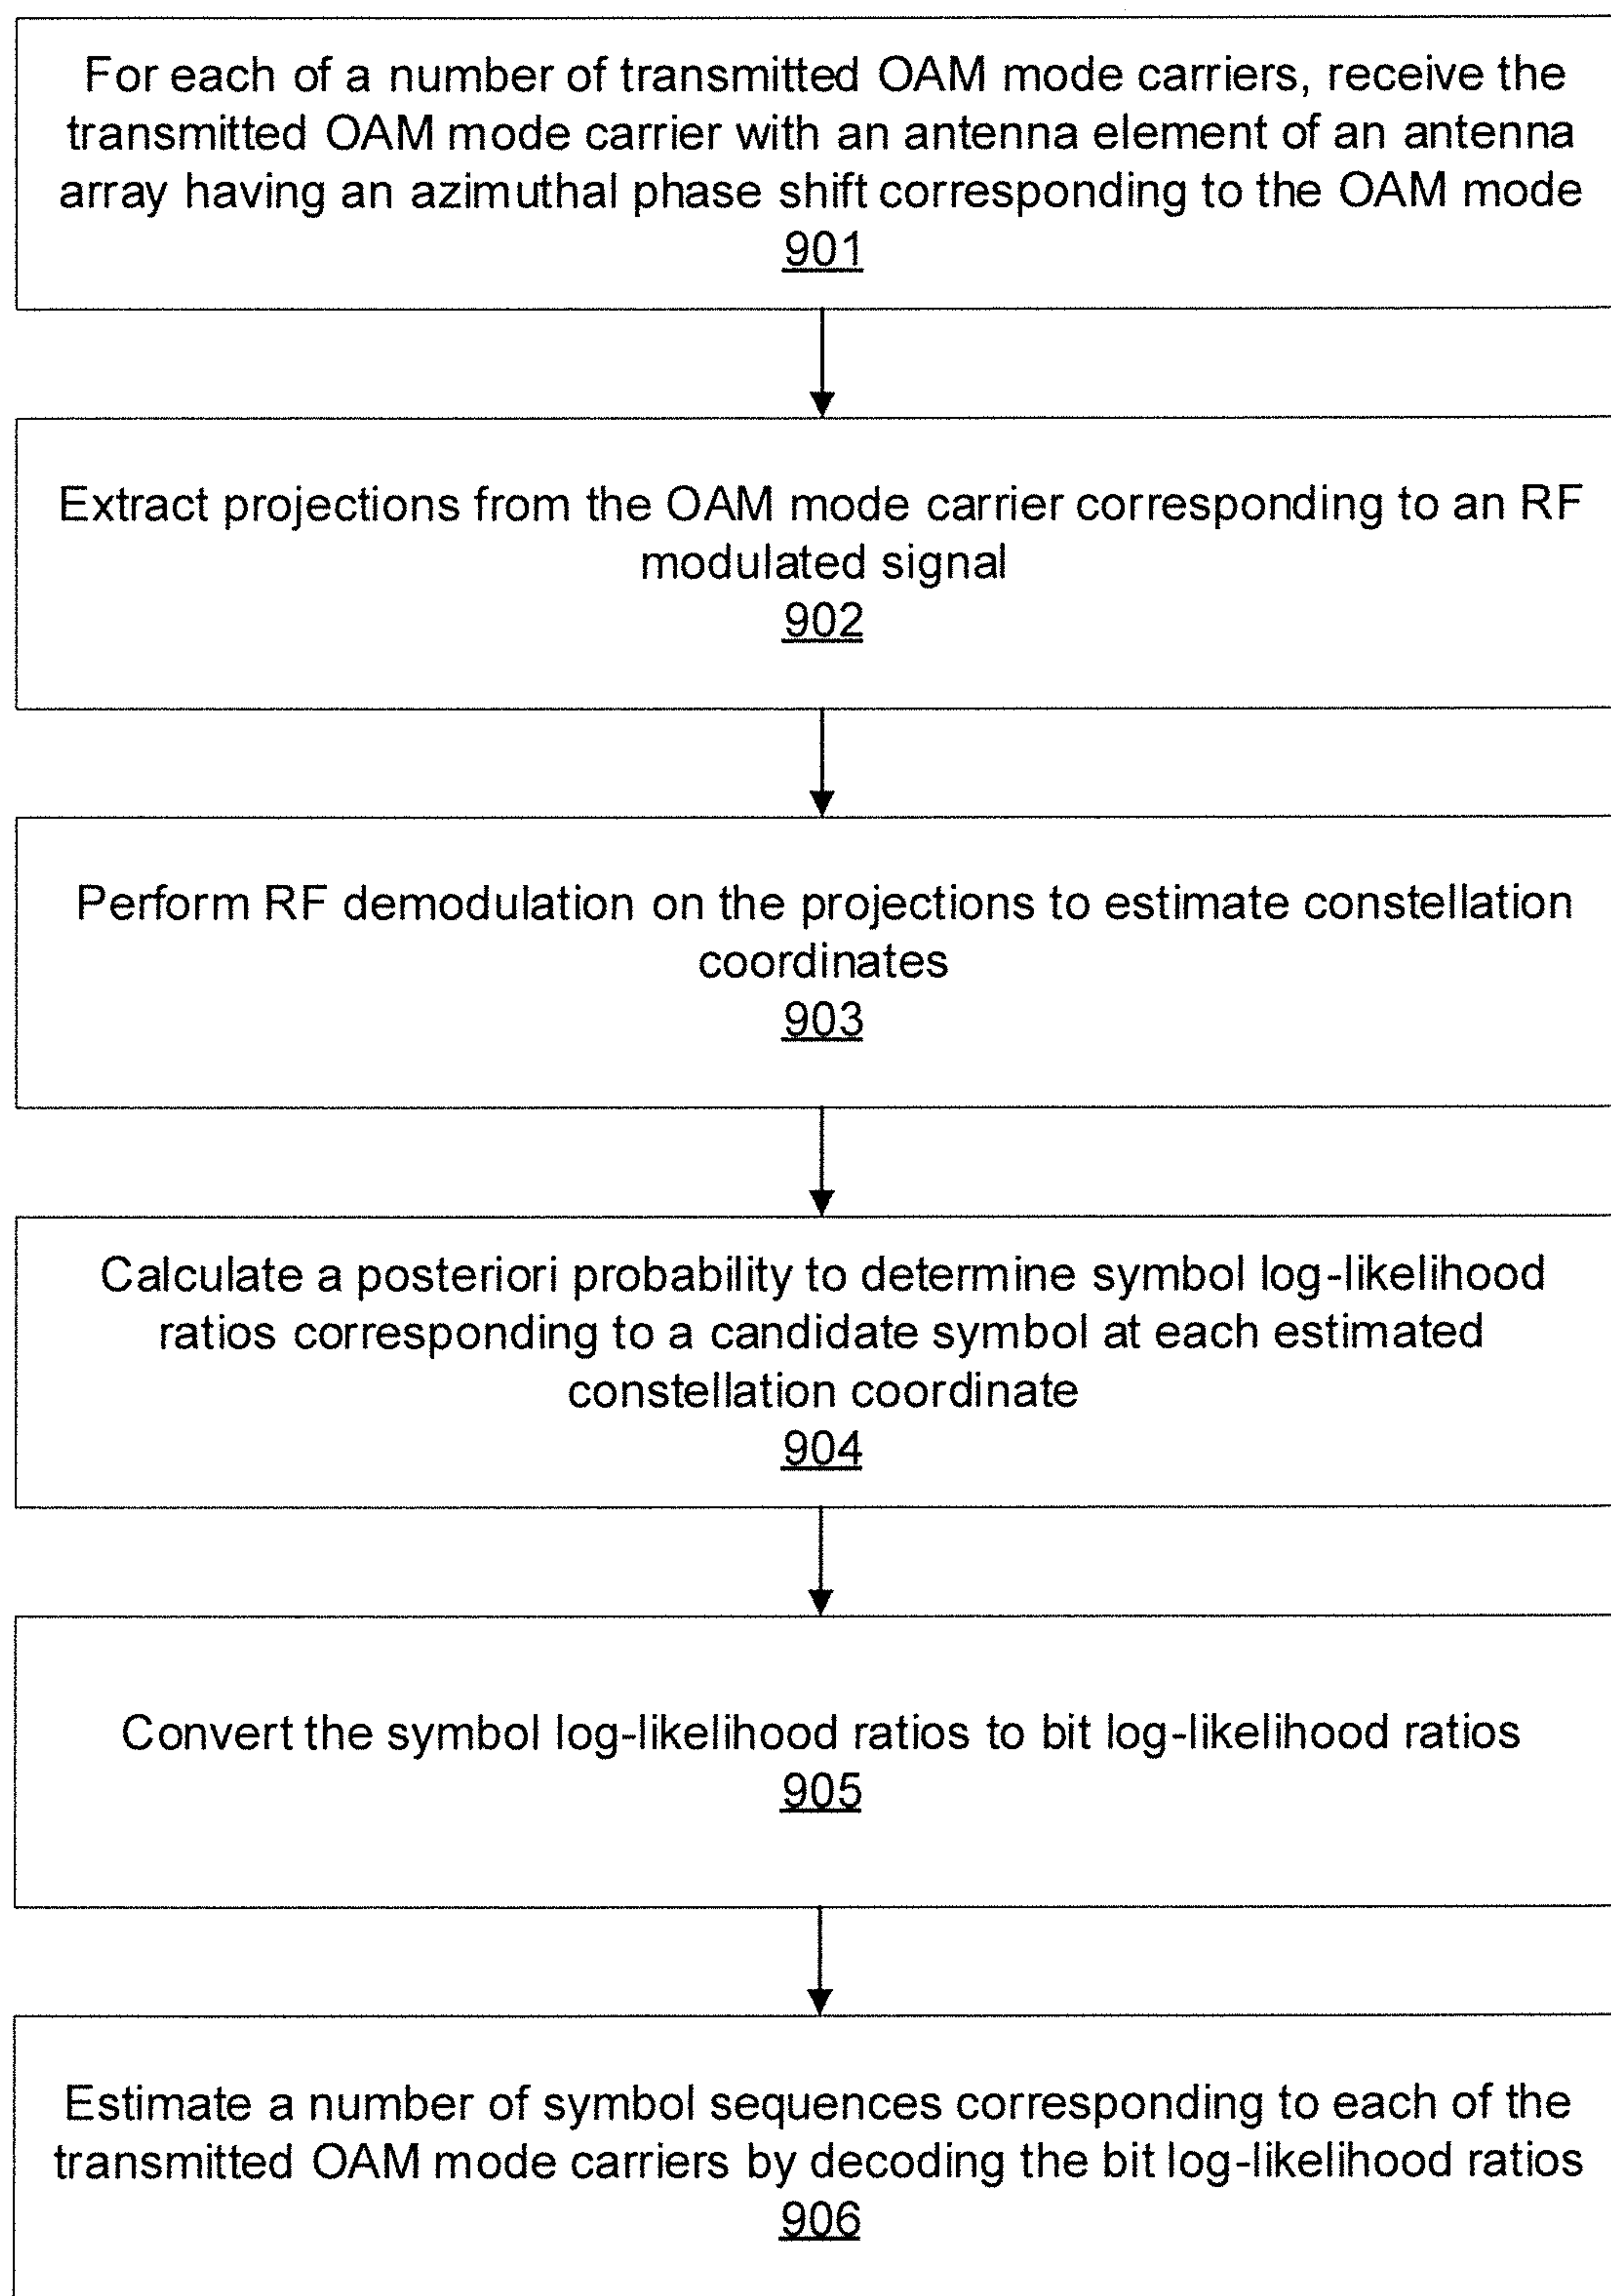 For each of a number of transmitted OAM mode carriers, receive the
transmitted OAM mode carrier with an antenna element of an antenna
array having an azimuthal phase shift corresponding to the OAM mode
901
Extract projections from the OAM mode carrier corresponding to an RF
modulated signal
902
Perform RF demodulation on the projections to estimate constellation
coordinates
903
Calculate a posteriori probability to determine symbol log-likelihood
ratios corresponding to a candidate symbol at each estimated
constellation coordinate
904
Convert the symbol log-likelihood ratios to bit log-likelihood ratios
905
Estimate a number of symbol sequences corresponding to each of the
transmitted OAM mode carriers by decoding the bit log-likelihood ratios
906